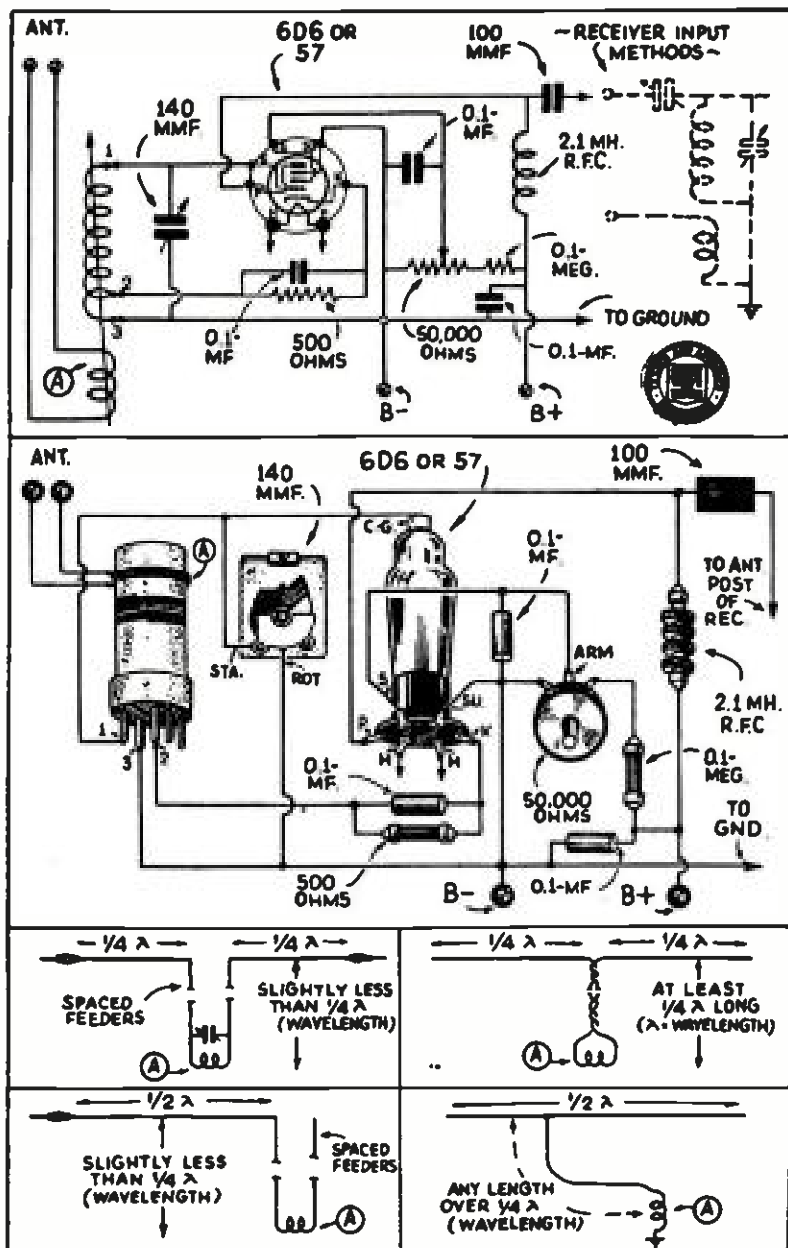 ANT.
6D6 OR
57
100
MMF
~RECEIVER INPUT
METHODS~
140
MMF.
0.1-
MF.
2.1 MH.
R.F.C.
1
2
3
0.1-
MF
500
OHMS
50,000
OHMS
0.1-
MEG.
0.1-MF.
TO GROUND
A
B-
B+
ANT.
140
MMF.
6D6 OR 57
100
MMF.
C.G.
A
0.1-
MF.
TO ANT
POST
OF
REC.
STA.
ROT
ARM
S
SU.
P
K
H
H
2.1 MH.
R.F.C
1
3
2
0.1-
MF.
50,000
OHMS
0.1-
MEG.
500
OHMS
B-
0.1-MF
B+
TO
GND
1/4 λ
1/4 λ
SPACED
FEEDERS
SLIGHTLY LESS
THAN 1/4 λ
(WAVELENGTH)
A
1/4 λ
1/4 λ
AT LEAST
1/4 λ LONG
(λ=WAVELENGTH)
A
1/2 λ
SLIGHTLY LESS
THAN 1/4 λ
(WAVELENGTH)
SPACED
FEEDERS
A
1/2 λ
ANY LENGTH
OVER 1/4 λ
(WAVELENGTH)
A